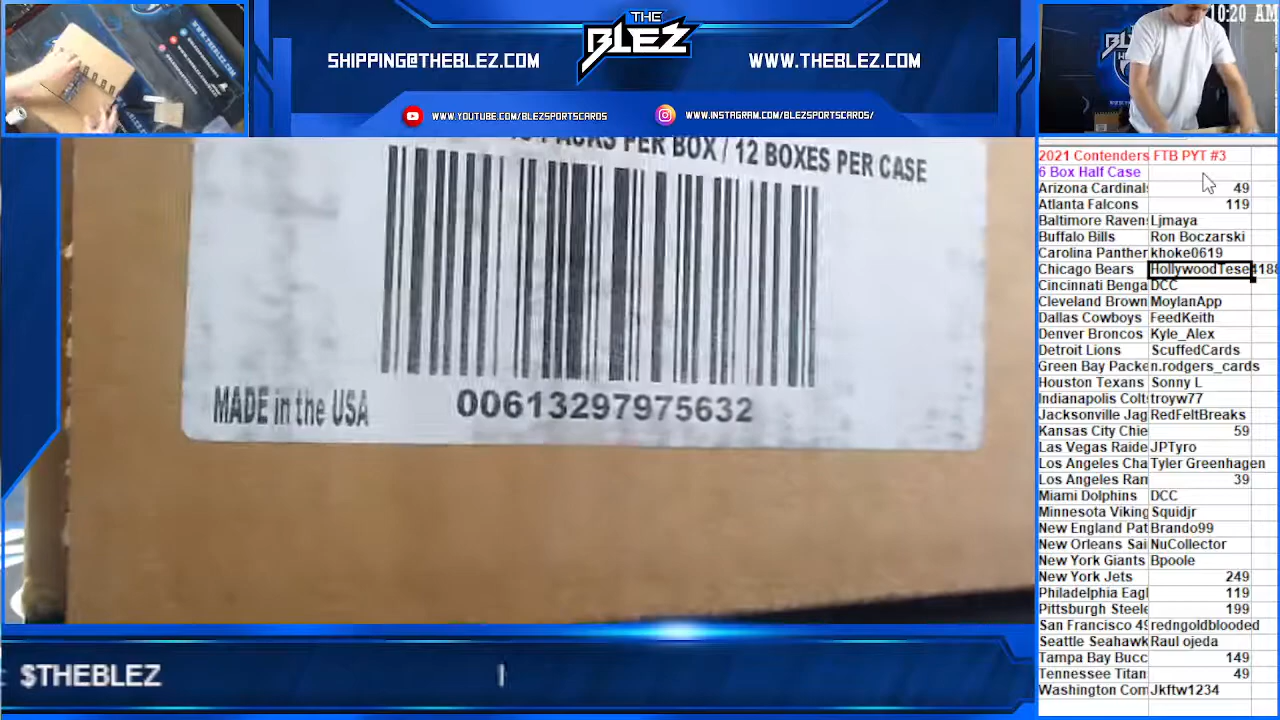 10:20 AM
THE
BLEZ
SHIPPING@THEBLEZ.COM
WWW.THEBLEZ.COM
WWW.YOUTUBE.COM/BLEZSPORTSCARDS
WWW.INSTAGRAM.COM/BLEZSPORTSCARDS/
PACKS PER BOX / 12 BOXES PER CASE
MADE in the USA
00613297975632
$THEBLEZ
2021 Contenders FTB PYT #3
6 Box Half Case
Arizona Cardinal 49
Atlanta Falcons 119
Baltimore Raven Ljmaya
Buffalo Bills Ron Boczarski
Carolina Panther khoke0619
Chicago Bears HollywoodTese4188
Cincinnati Benga DCC
Cleveland Brown MoylanApp
Dallas Cowboys FeedKeith
Denver Broncos Kyle_Alex
Detroit Lions ScuffedCards
Green Bay Packe n.rodgers_cards
Houston Texans Sonny L
Indianapolis Colt troyw77
Jacksonville Jag RedFeltBreaks
Kansas City Chie 59
Las Vegas Raide JPTyro
Los Angeles Cha Tyler Greenhagen
Los Angeles Ram 39
Miami Dolphins DCC
Minnesota Viking Squidjr
New England Pat Brando99
New Orleans Sai NuCollector
New York Giants Bpoole
New York Jets 249
Philadelphia Eagl 119
Pittsburgh Steele 199
San Francisco 49 redngoldblooded
Seattle Seahawk Raul ojeda
Tampa Bay Bucc 149
Tennessee Titan 49
Washington Com Jkftw1234